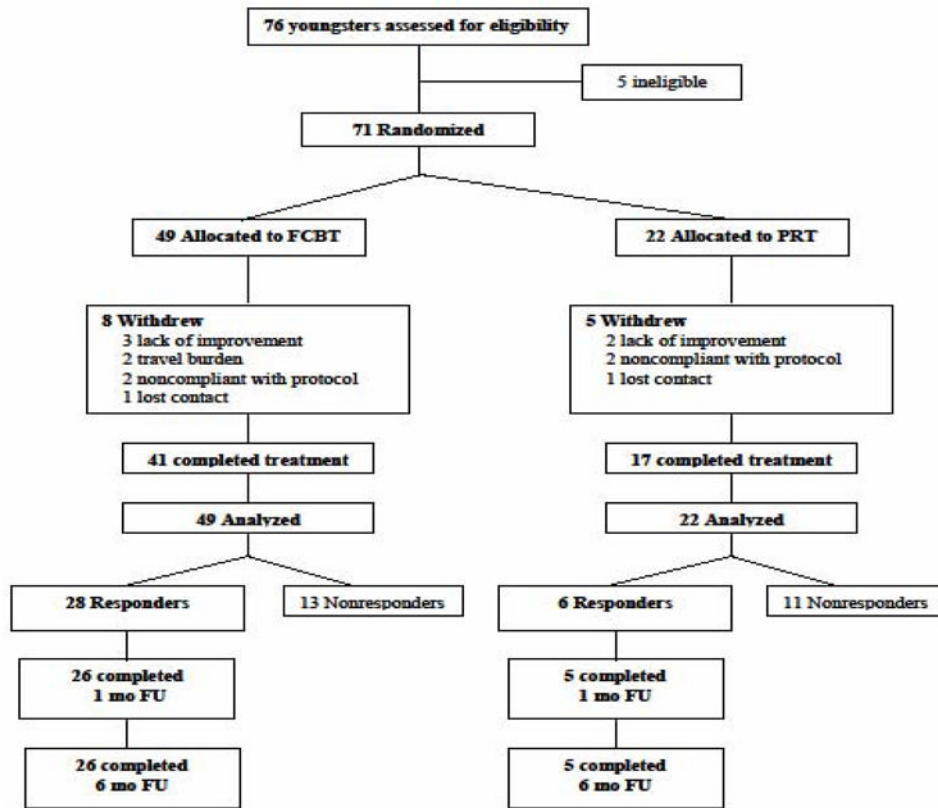 76 youngsters assessed for eligibility
5 ineligible
71 Randomized
49 Allocated to FCBT
22 Allocated to PRT
8 Withdrew
3 lack of improvement
2 travel burden
2 noncompliant with protocol
1 lost contact
5 Withdrew
2 lack of improvement
2 noncompliant with protocol
1 lost contact
41 completed treatment
17 completed treatment
49 Analyzed
22 Analyzed
28 Responders
13 Nonresponders
6 Responders
11 Nonresponders
26 completed
1 mo FU
5 completed
1 mo FU
26 completed
6 mo FU
5 completed
6 mo FU